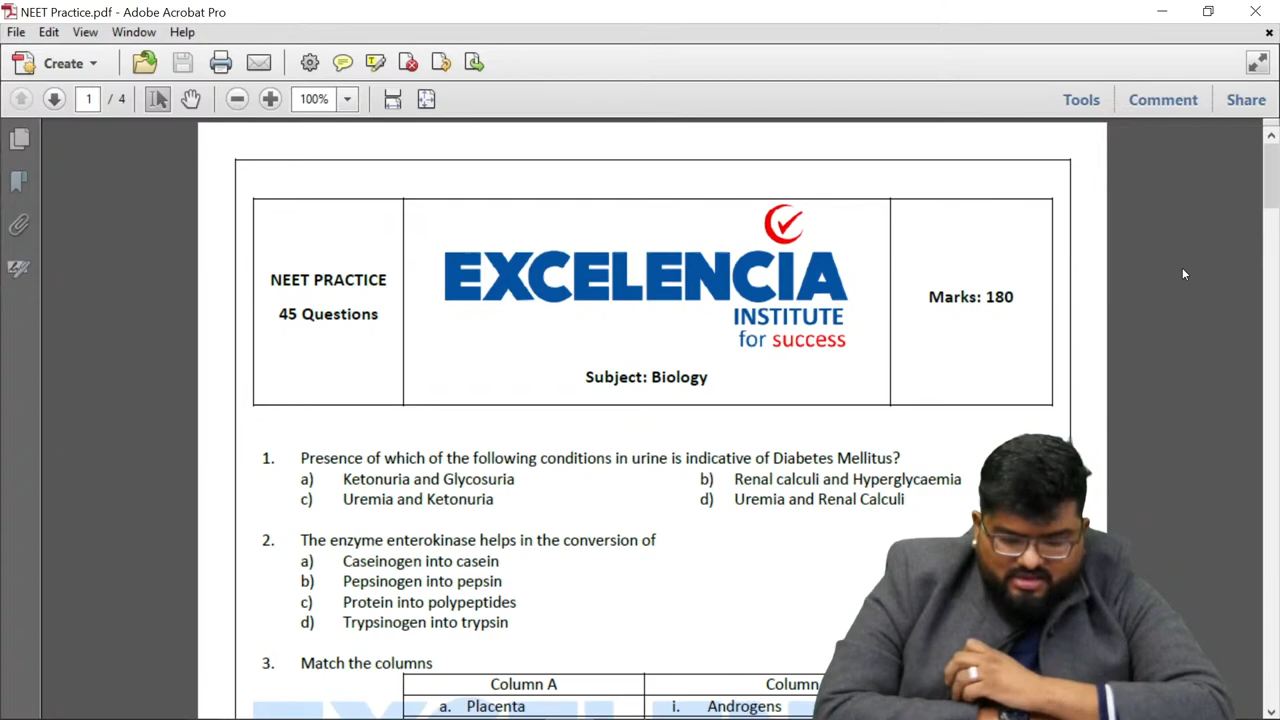 NEET Practice.pdf - Adobe Acrobat Pro
File Edit View Window Help
Create
1 / 4 100% Tools Comment Share
NEET PRACTICE
45 Questions
EXCELENCIA
INSTITUTE
for success
Subject: Biology
Marks: 180
1. Presence of which of the following conditions in urine is indicative of Diabetes Mellitus?
a) Ketonuria and Glycosuria b) Renal calculi and Hyperglycaemia
c) Uremia and Ketonuria d) Uremia and Renal Calculi
2. The enzyme enterokinase helps in the conversion of
a) Caseinogen into casein
b) Pepsinogen into pepsin
c) Protein into polypeptides
d) Trypsinogen into trypsin
3. Match the columns
Column A Column
a. Placenta i. Androgens